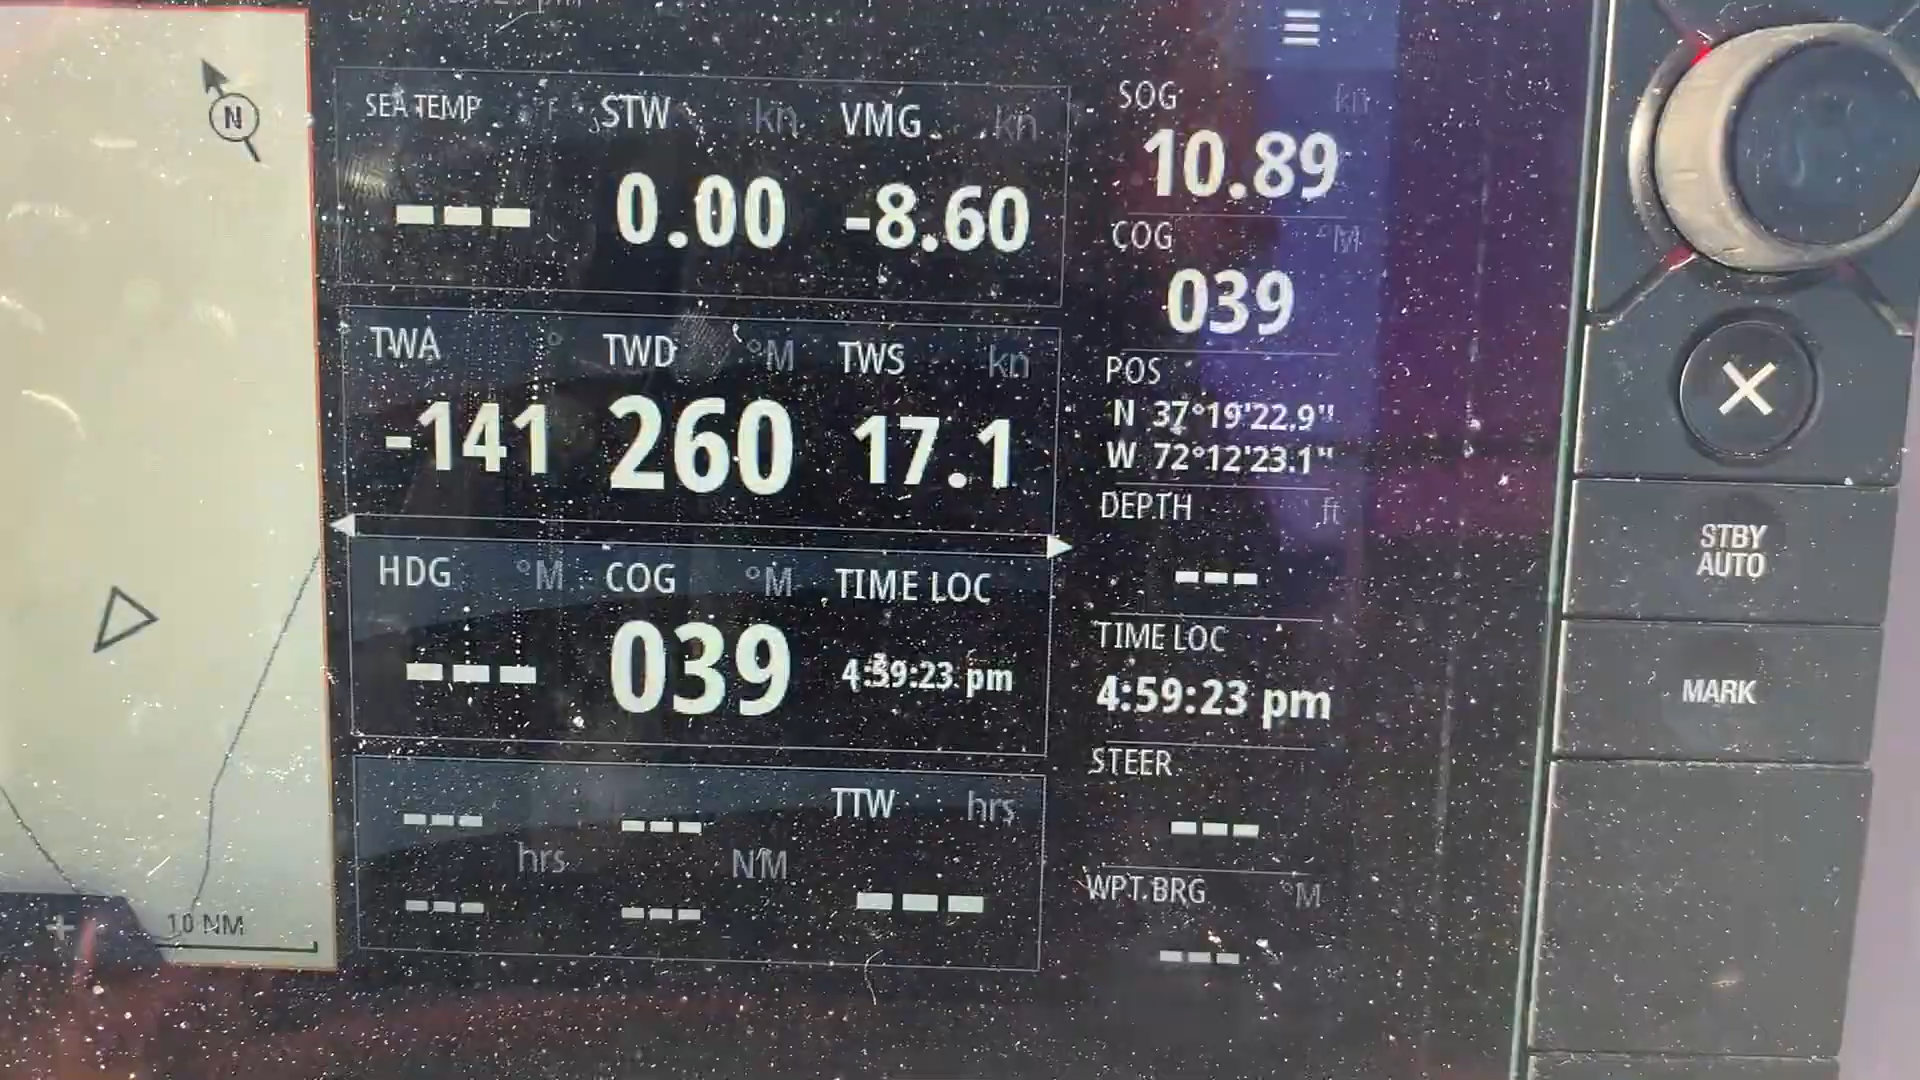 N
10 NM
SEA TEMP °F STW kn VMG kn
--- 0.00 -8.60
TWA ° TWD °M TWS kn
-141 260 17.1
HDG °M COG °M TIME LOC
--- 039 4:59:23 pm
--- --- TTW hrs
hrs NM
--- --- ---
SOG kn
10.89
COG °M
039
POS
N 37°19'22.9"
W 72°12'23.1"
DEPTH ft
---
TIME LOC
4:59:23 pm
STEER
---
WPT BRG °M
---
STBY
AUTO
MARK